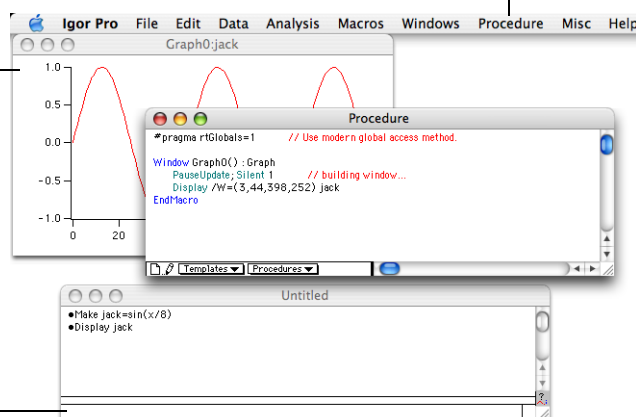 Igor Pro File Edit Data Analysis Macros Windows Procedure Misc Help
Graph0:jack
1.0
0.5
0.0
-0.5
-1.0
0 20
Procedure
#pragma rtGlobals=1 // Use modern global access method.
Window Graph0() : Graph
PauseUpdate; Silent 1 // building window...
Display /W=(3,44,398,252) jack
EndMacro
Templates Procedures
Untitled
•Make jack=sin(x/8)
•Display jack